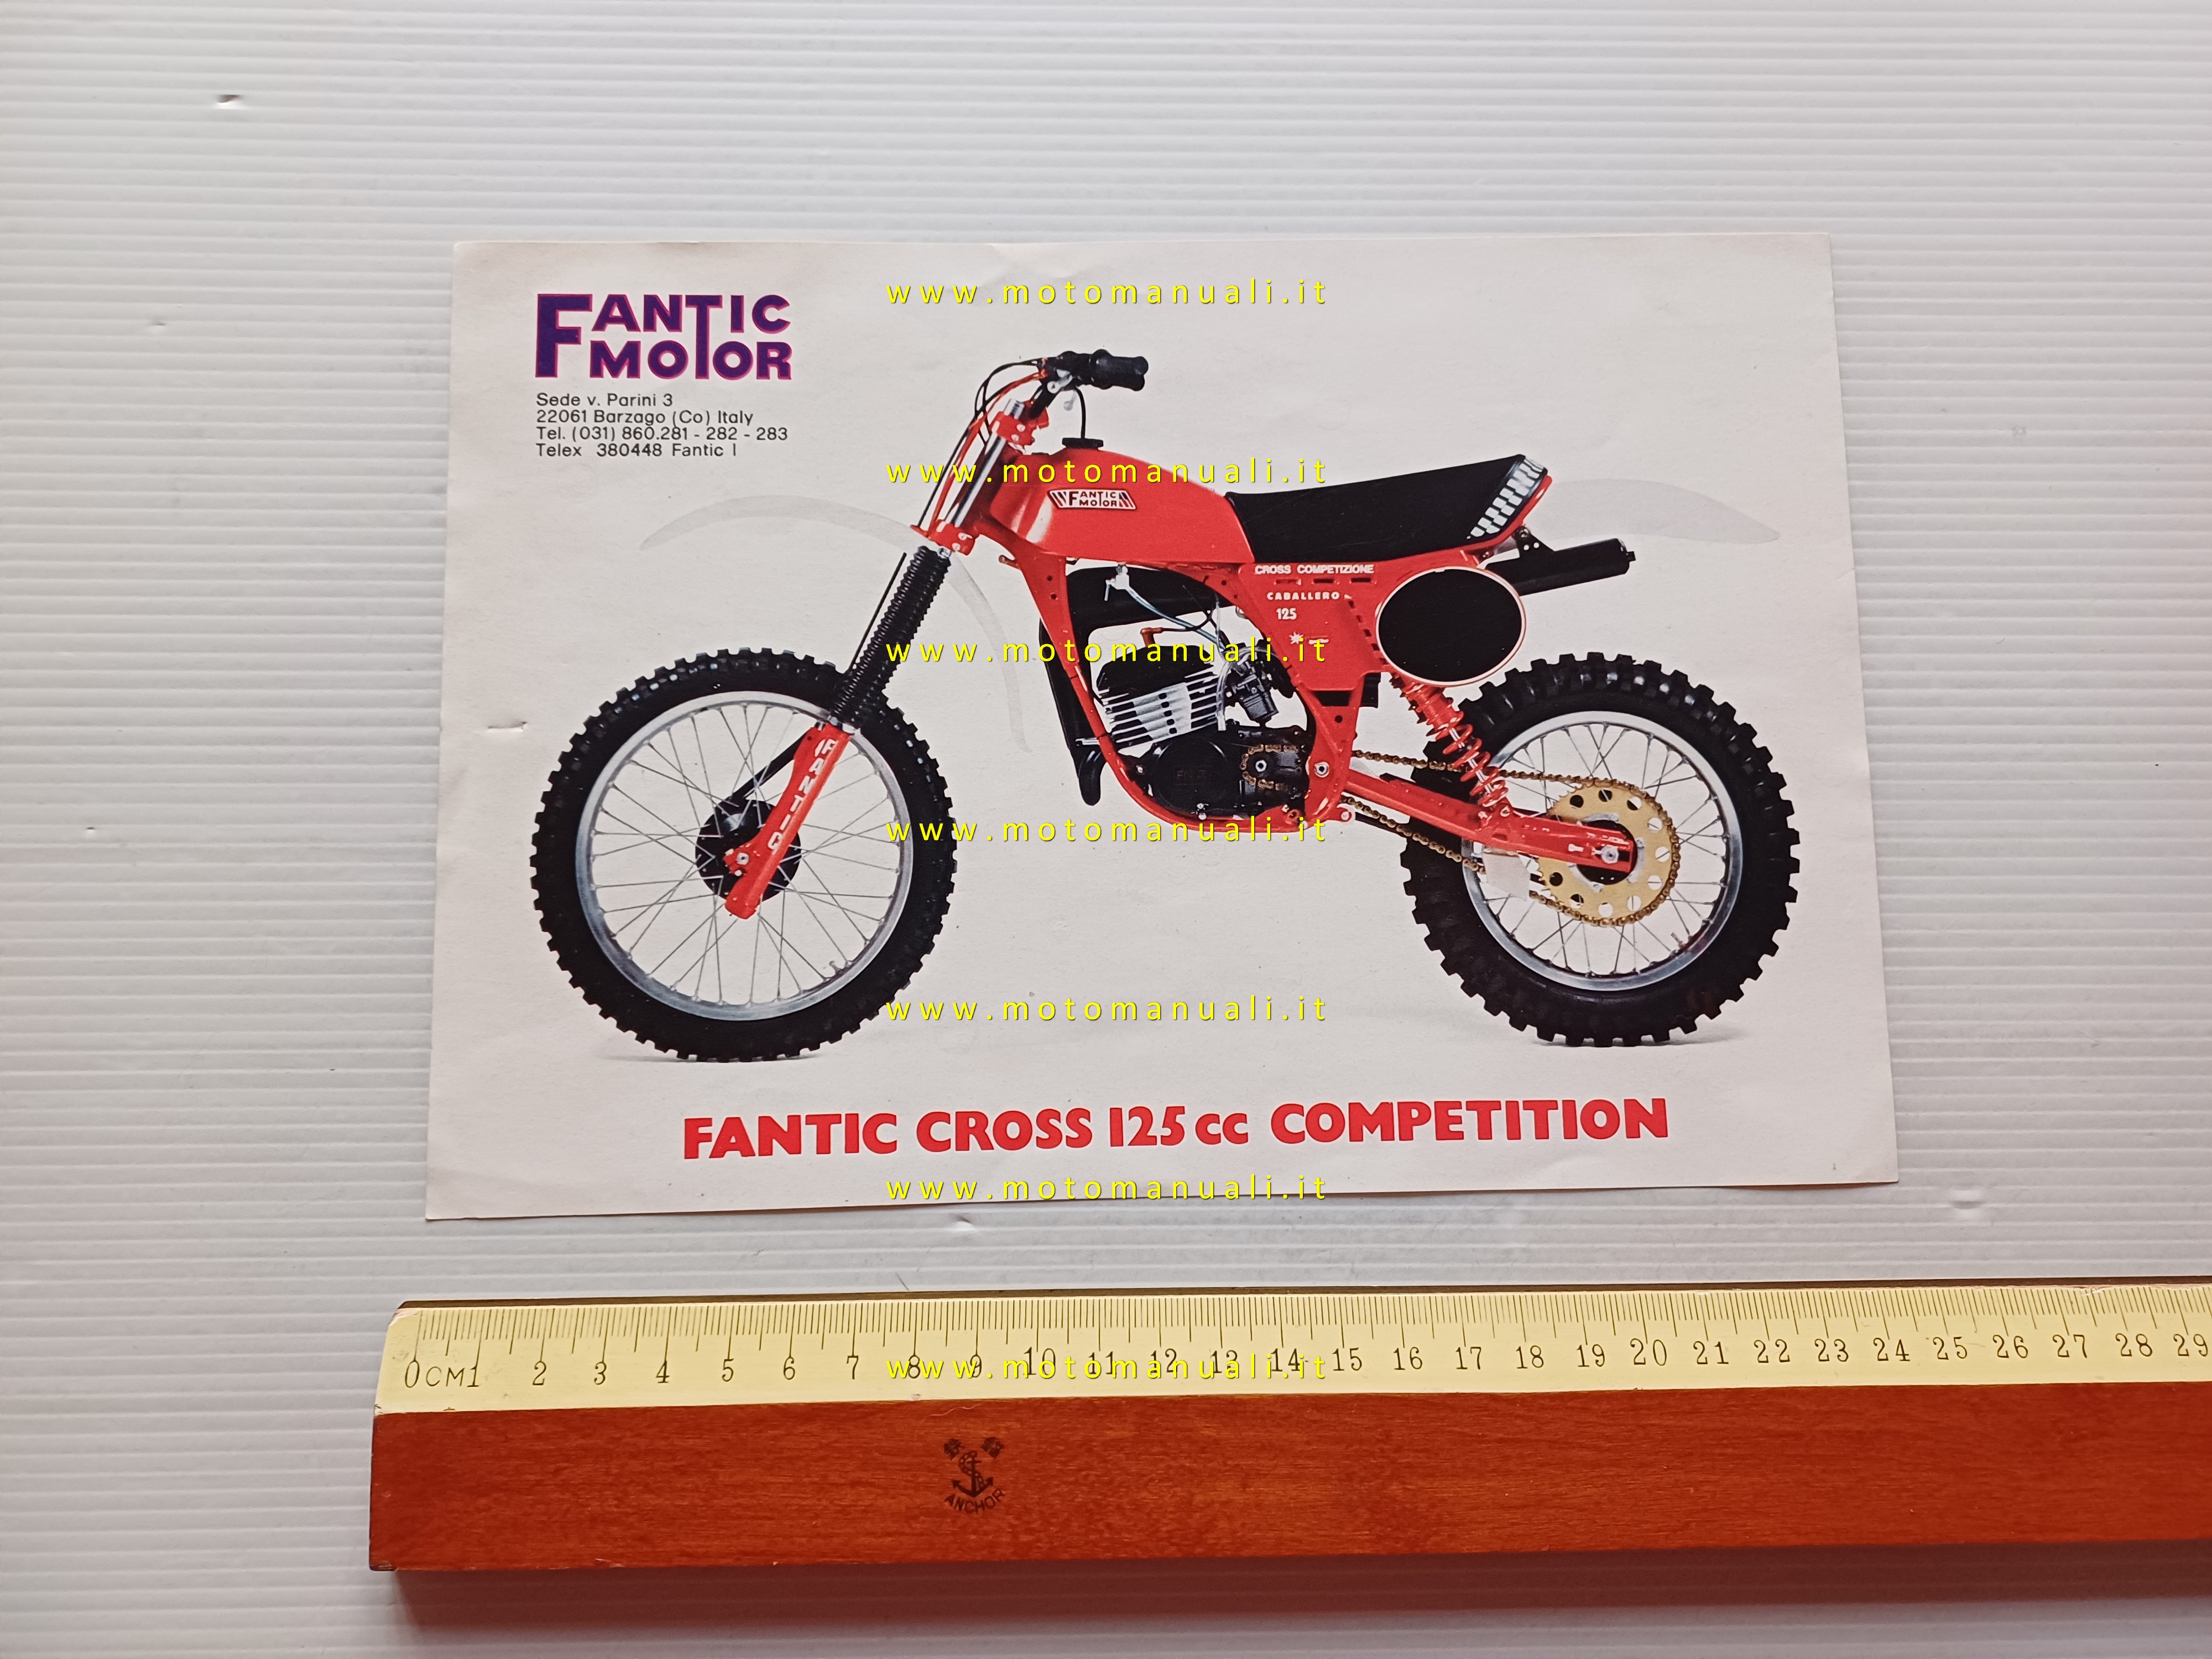 www.motomanuali.it
FANTIC
MOTOR
Sede v. Parini 3
22061 Barzago (Co) Italy
Tel. (031) 860.281 - 282 - 283
Telex 380448 Fantic I
www.motomanuali.it
FANTIC
MOTOR
CROSS COMPETIZIONE
CABALLERO
125
www.motomanuali.it
FANTIC
www.motomanuali.it
www.motomanuali.it
FANTIC CROSS 125 cc COMPETITION
www.motomanuali.it
0CM1 2 3 4 5 6 7 8 9 10 11 12 13 14 15 16 17 18 19 20 21 22 23 24 25 26 27 28 29
www.motomanuali.it
ANCHOR